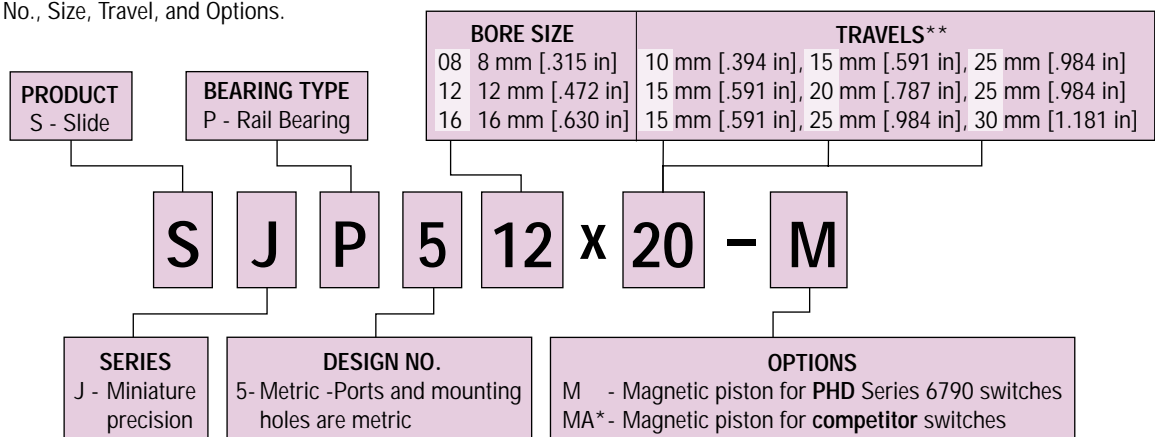 No., Size, Travel, and Options.
BORE SIZE
08 8 mm [.315 in]
12 12 mm [.472 in]
16 16 mm [.630 in]
TRAVELS**
10 mm [.394 in], 15 mm [.591 in], 25 mm [.984 in]
15 mm [.591 in], 20 mm [.787 in], 25 mm [.984 in]
15 mm [.591 in], 25 mm [.984 in], 30 mm [1.181 in]
PRODUCT
S - Slide
BEARING TYPE
P - Rail Bearing
S J P 5 12 x 20 – M
SERIES
J - Miniature
precision
DESIGN NO.
5- Metric -Ports and mounting
holes are metric
OPTIONS
M - Magnetic piston for PHD Series 6790 switches
MA* - Magnetic piston for competitor switches